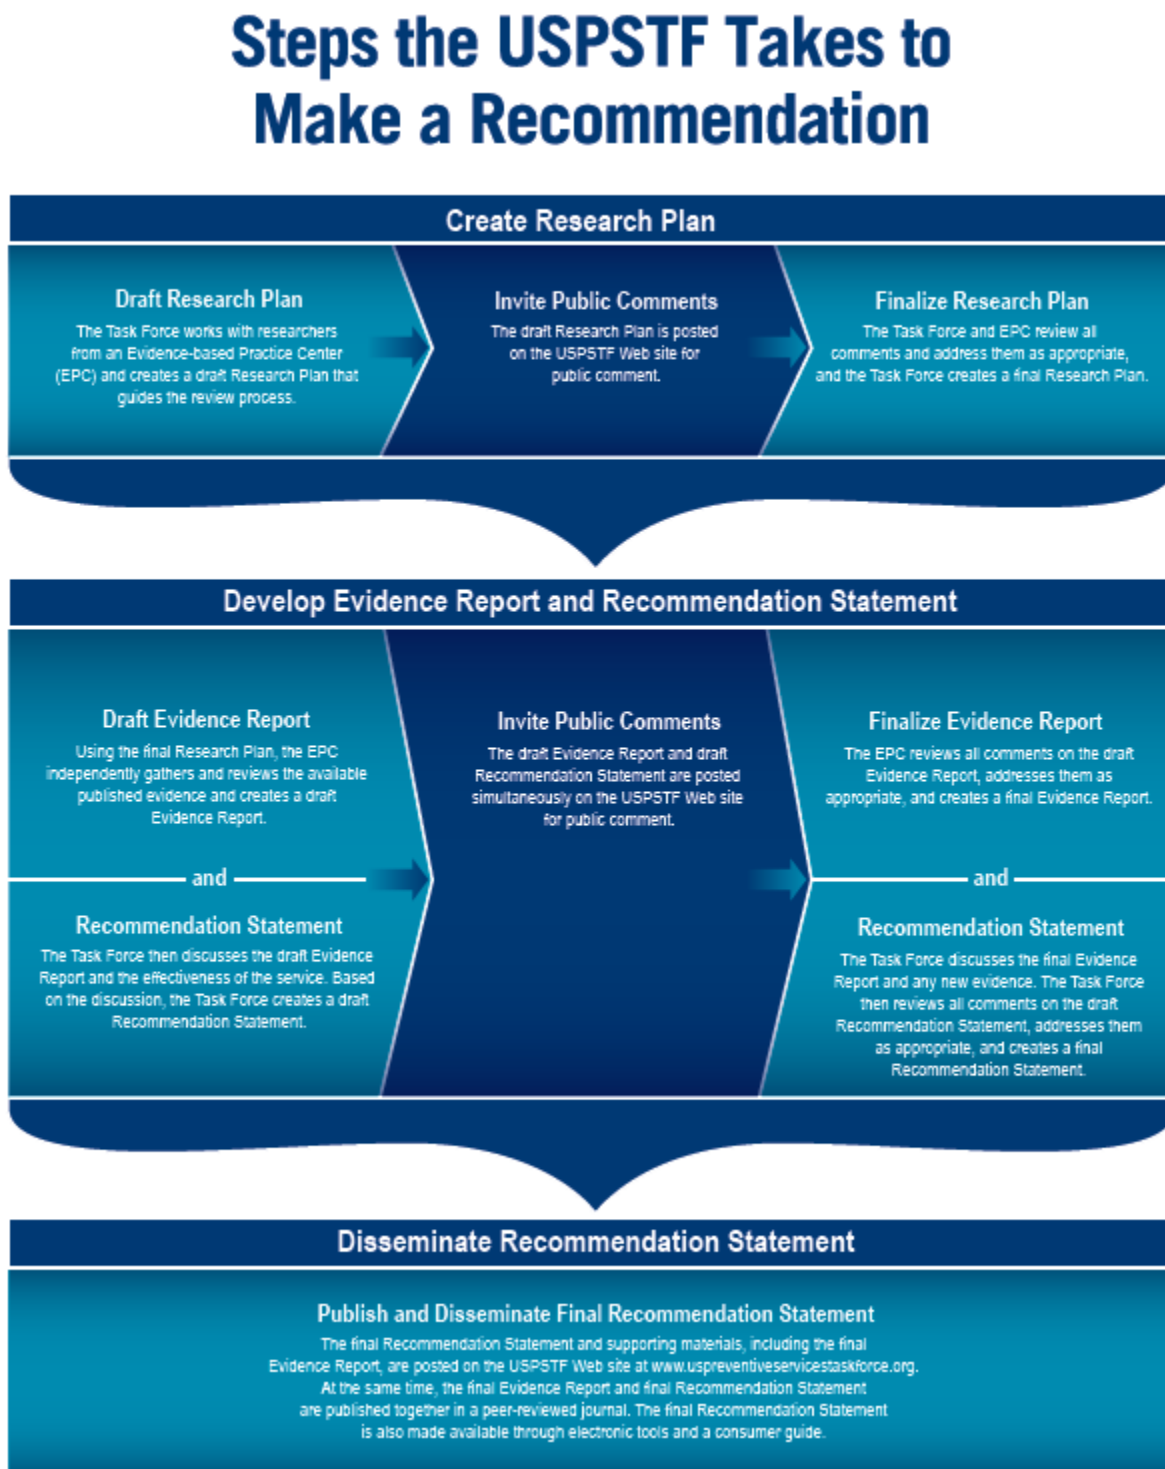 Steps the USPSTF Takes to
Make a Recommendation
Create Research Plan
Draft Research Plan
The Task Force works with researchers
from an Evidence-based Practice Center
(EPC) and creates a draft Research Plan that
guides the review process.
Invite Public Comments
The draft Research Plan is posted
on the USPSTF Web site for
public comment.
Finalize Research Plan
The Task Force and EPC review all
comments and address them as appropriate,
and the Task Force creates a final Research Plan.
Develop Evidence Report and Recommendation Statement
Draft Evidence Report
Using the final Research Plan, the EPC
independently gathers and reviews the available
published evidence and creates a draft
Evidence Report.
and
Recommendation Statement
The Task Force then discusses the draft Evidence
Report and the effectiveness of the service. Based
on the discussion, the Task Force creates a draft
Recommendation Statement.
Invite Public Comments
The draft Evidence Report and draft
Recommendation Statement are posted
simultaneously on the USPSTF Web site
for public comment.
Finalize Evidence Report
The EPC reviews all comments on the draft
Evidence Report, addresses them as
appropriate, and creates a final Evidence Report.
and
Recommendation Statement
The Task Force discusses the final Evidence
Report and any new evidence. The Task Force
then reviews all comments on the draft
Recommendation Statement, addresses them
as appropriate, and creates a final
Recommendation Statement.
Disseminate Recommendation Statement
Publish and Disseminate Final Recommendation Statement
The final Recommendation Statement and supporting materials, including the final
Evidence Report, are posted on the USPSTF Web site at www.uspreventiveservicestaskforce.org.
At the same time, the final Evidence Report and final Recommendation Statement
are published together in a peer-reviewed journal. The final Recommendation Statement
is also made available through electronic tools and a consumer guide.